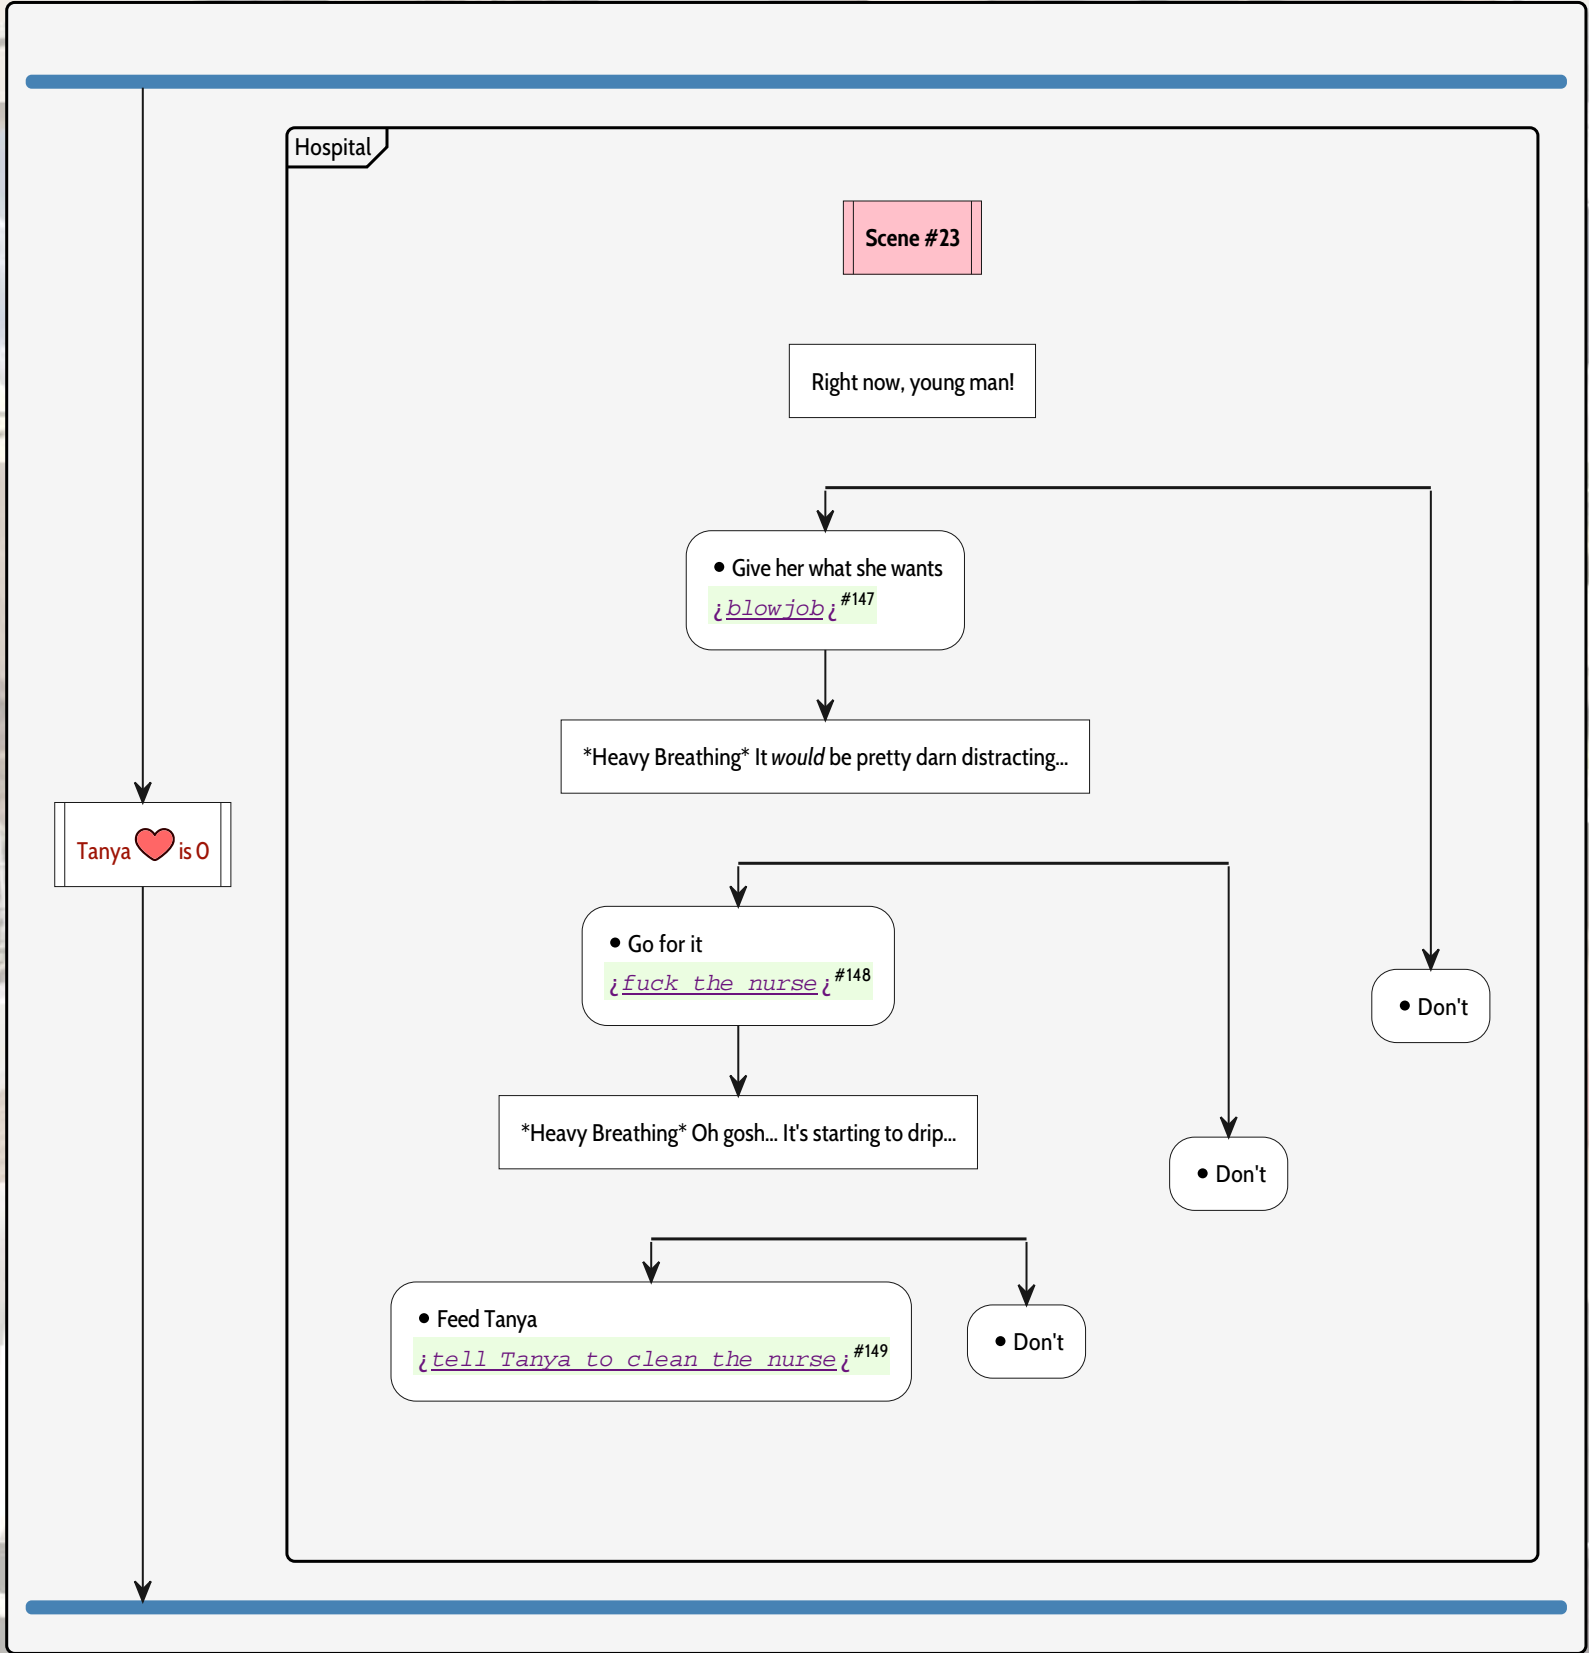 Hospital
Scene #23
Right now, young man!
• Give her what she wants
¿blowjob¿#147
*Heavy Breathing* It would be pretty darn distracting...
Tanya ❤ is 0
• Go for it
¿fuck the nurse¿#148
• Don't
*Heavy Breathing* Oh gosh... It's starting to drip...
• Don't
• Feed Tanya
¿tell Tanya to clean the nurse¿#149
• Don't